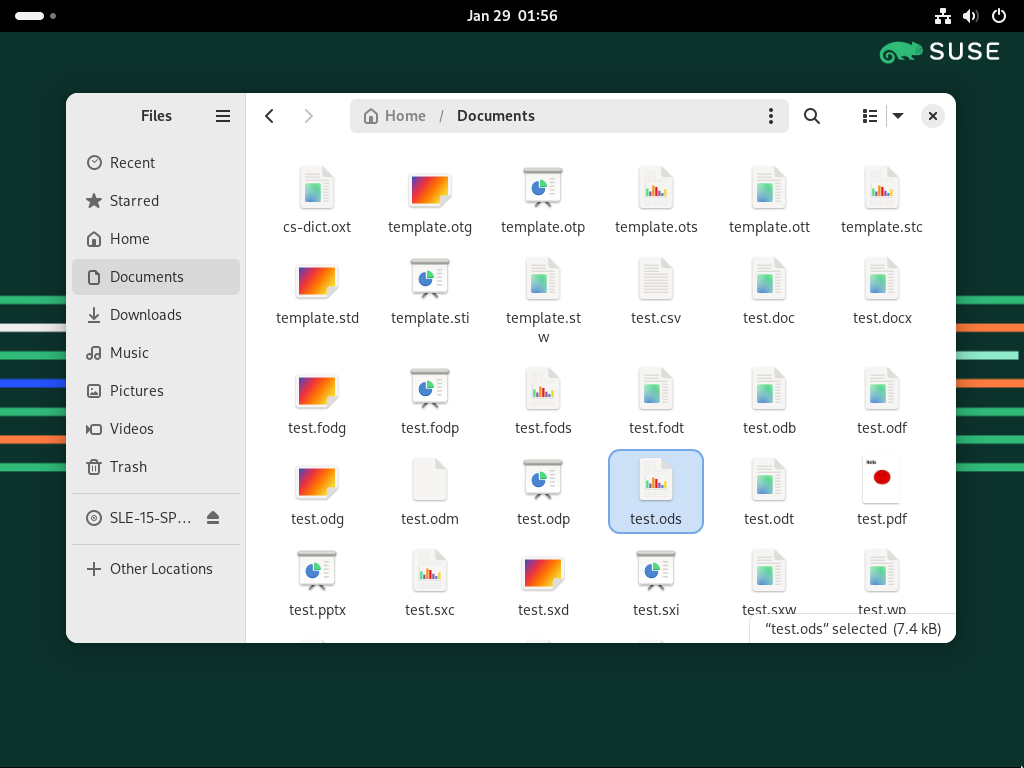 Jan 29 01:56
SUSE
Files
Home / Documents
Recent
Starred
Home
Documents
Downloads
Music
Pictures
Videos
Trash
SLE-15-SP…
Other Locations
cs-dict.oxt
template.otg
template.otp
template.ots
template.ott
template.stc
template.std
template.sti
template.st
w
test.csv
test.doc
test.docx
test.fodg
test.fodp
test.fods
test.fodt
test.odb
test.odf
test.odg
test.odm
test.odp
test.ods
test.odt
Hello
test.pdf
test.pptx
test.sxc
test.sxd
test.sxi
test.sxw
test.wp
“test.ods” selected (7.4 kB)